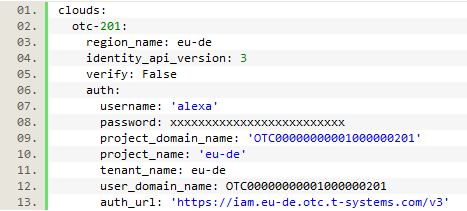 01. clouds:
02.   otc-201:
03.     region_name: eu-de
04.     identity_api_version: 3
05.     verify: False
06.     auth:
07.       username: 'alexa'
08.       password: xxxxxxxxxxxxxxxxxxxxxxxxx
09.       project_domain_name: 'OTC00000000001000000201'
10.       project_name: 'eu-de'
11.       tenant_name: eu-de
12.       user_domain_name: OTC00000000001000000201
13.       auth_url: 'https://iam.eu-de.otc.t-systems.com/v3'